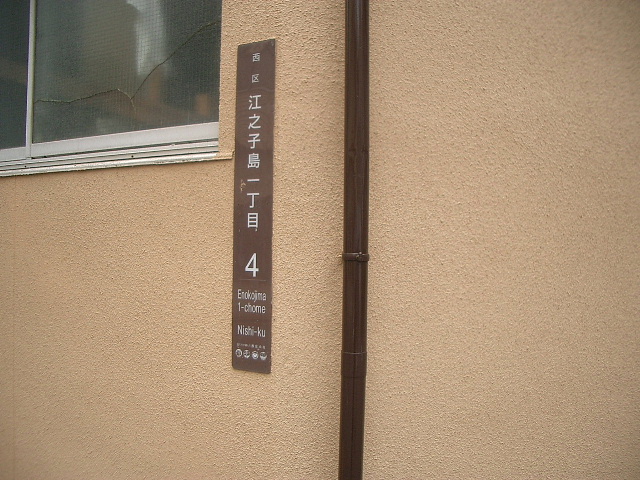 西区
江之子島一丁目
4
Enokojima
1-chome
Nishi-ku